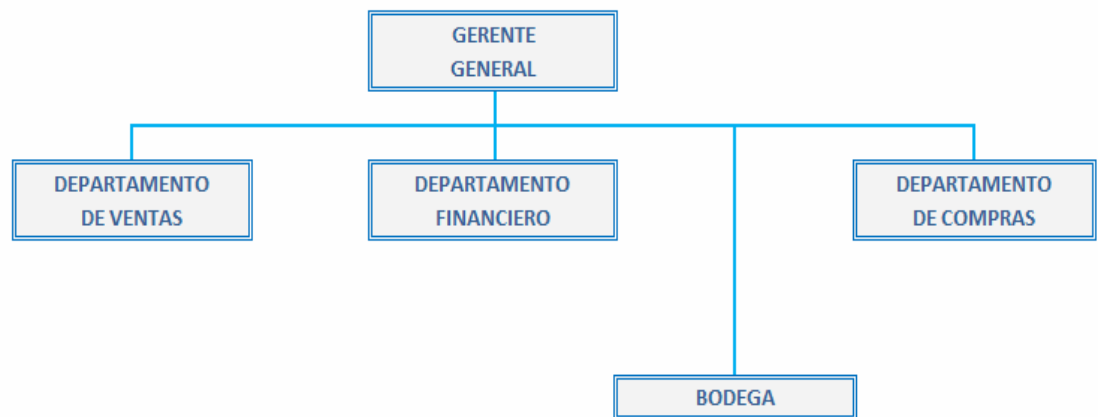 GERENTE
GENERAL
DEPARTAMENTO
DE VENTAS
DEPARTAMENTO
FINANCIERO
DEPARTAMENTO
DE COMPRAS
BODEGA